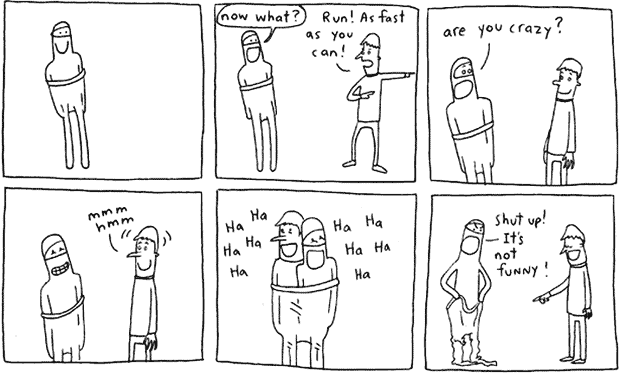 now what?
Run! As fast
as you
can!
are you crazy?
mmm
hmm
Ha
Ha
Ha
Ha
Ha
Ha
Ha
Ha
Ha
Ha
Shut up!
It's
not
funny!